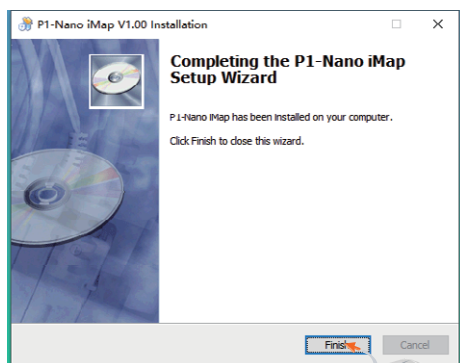 P1-Nano iMap V1.00 Installation
Completing the P1-Nano iMap
Setup Wizard
P1-Nano iMap has been installed on your computer.
Click Finish to close this wizard.
Finish
Cancel